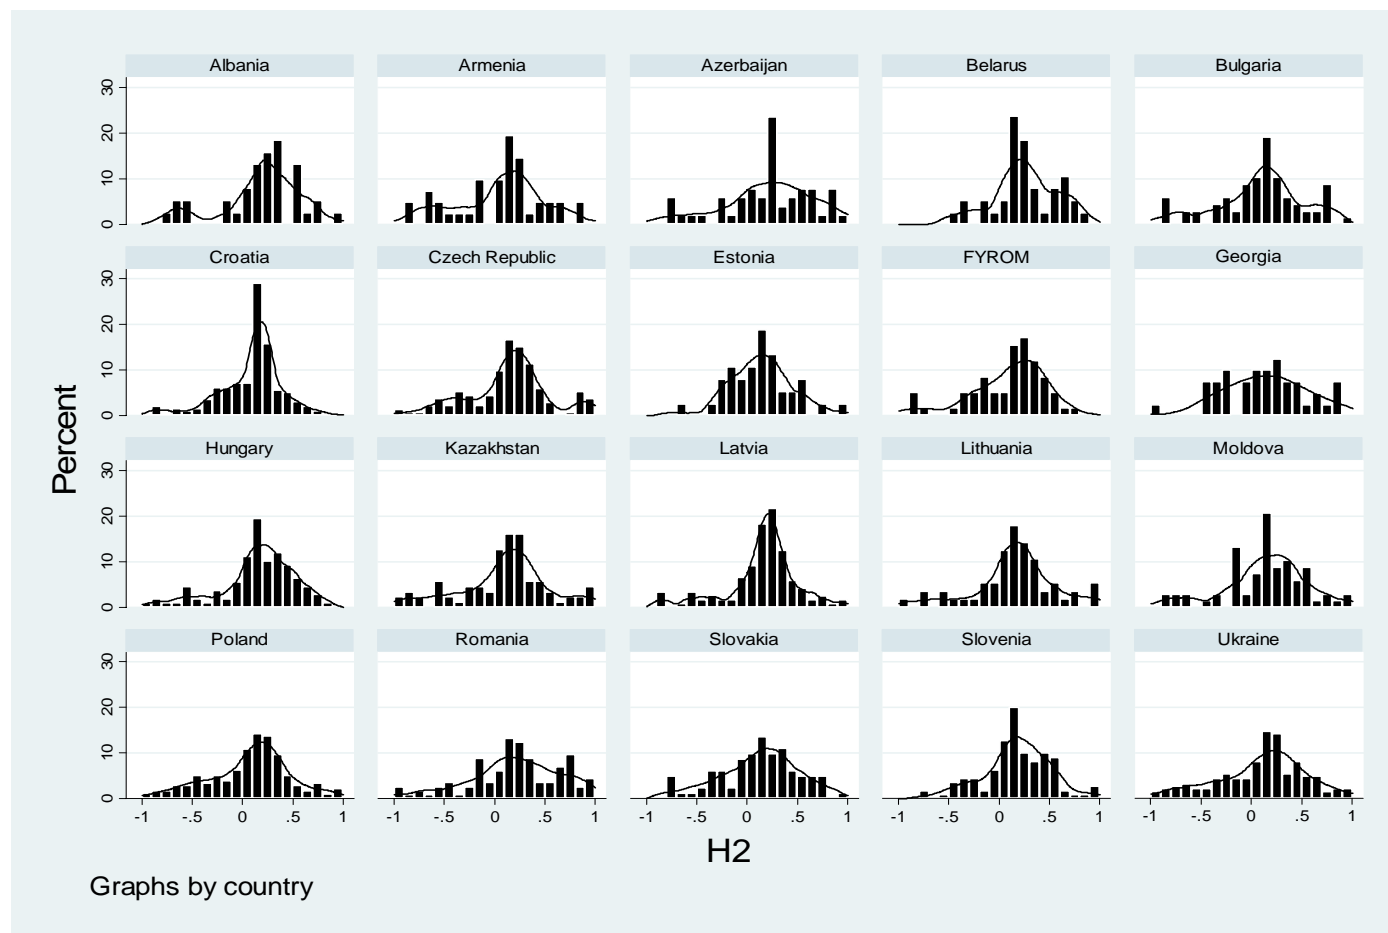 Albania Armenia Azerbaijan Belarus Bulgaria
30
20
10
0
Croatia Czech Republic Estonia FYROM Georgia
30
20
10
0
Hungary Kazakhstan Latvia Lithuania Moldova
30
20
10
0
Poland Romania Slovakia Slovenia Ukraine
30
20
10
0
Percent
-1 -.5 0 .5 1 -1 -.5 0 .5 1 -1 -.5 0 .5 1 -1 -.5 0 .5 1 -1 -.5 0 .5 1
H2
Graphs by country